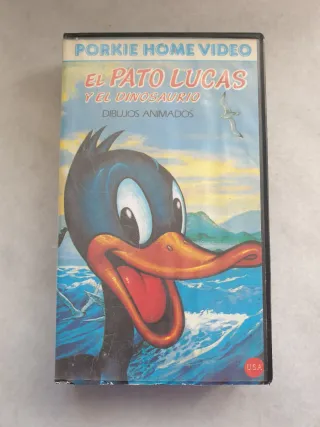 PORKIE HOME VIDEO
EL PATO LUCAS
Y EL DINOSAURIO
DIBUJOS ANIMADOS
U.S.A.